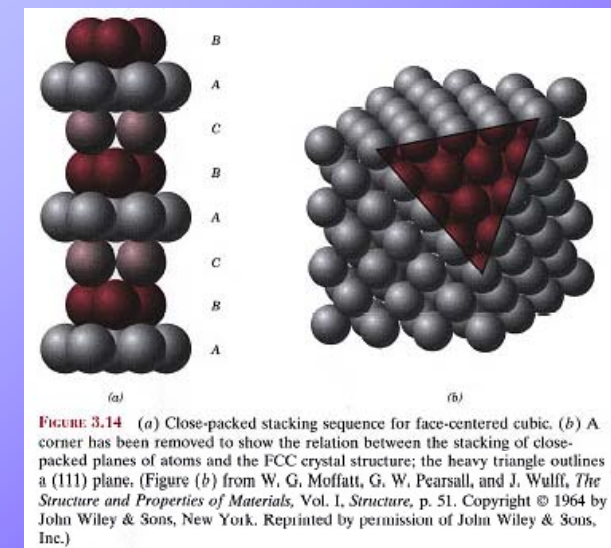 B
A
C
B
A
C
B
A
(a)
(b)
FIGURE 3.14 (a) Close-packed stacking sequence for face-centered cubic. (b) A
corner has been removed to show the relation between the stacking of close-
packed planes of atoms and the FCC crystal structure; the heavy triangle outlines
a (111) plane. (Figure (b) from W. G. Moffatt, G. W. Pearsall, and J. Wulff, The
Structure and Properties of Materials, Vol. I, Structure, p. 51. Copyright © 1964 by
John Wiley & Sons, New York. Reprinted by permission of John Wiley & Sons,
Inc.)